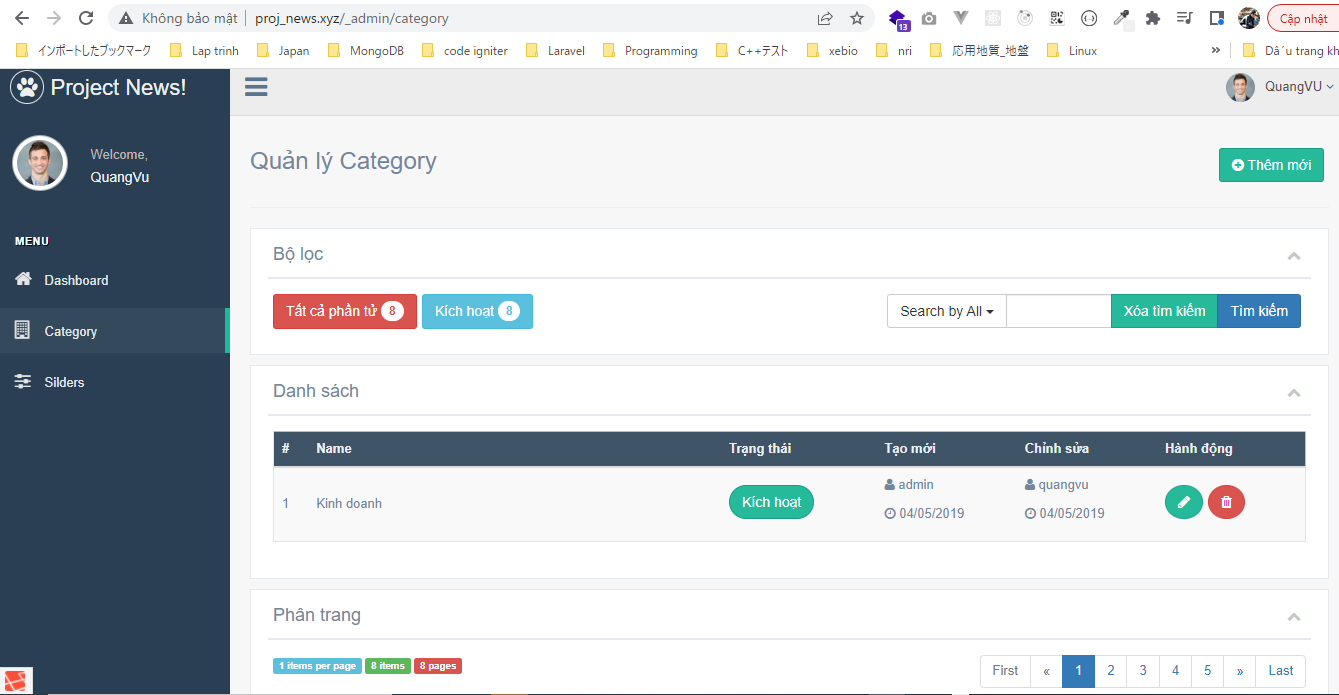 Không bảo mật | proj_news.xyz/_admin/category
13
Cập nhật
インポートしたブックマーク Lap trinh Japan MongoDB code igniter Laravel Programming C++テスト xebio nri 応用地質_地盤 Linux » Dấu trang kh
Project News!
QuangVU
Welcome,
QuangVu
MENU
Dashboard
Category
Silders
Quản lý Category
Thêm mới
Bộ lọc
Tất cả phần tử 8 Kích hoạt 8 Search by All Xóa tìm kiếm Tìm kiếm
Danh sách
# Name Trạng thái Tạo mới Chỉnh sửa Hành động
1 Kinh doanh Kích hoạt admin quangvu
04/05/2019 04/05/2019
Phân trang
1 items per page 8 items 8 pages
First « 1 2 3 4 5 » Last